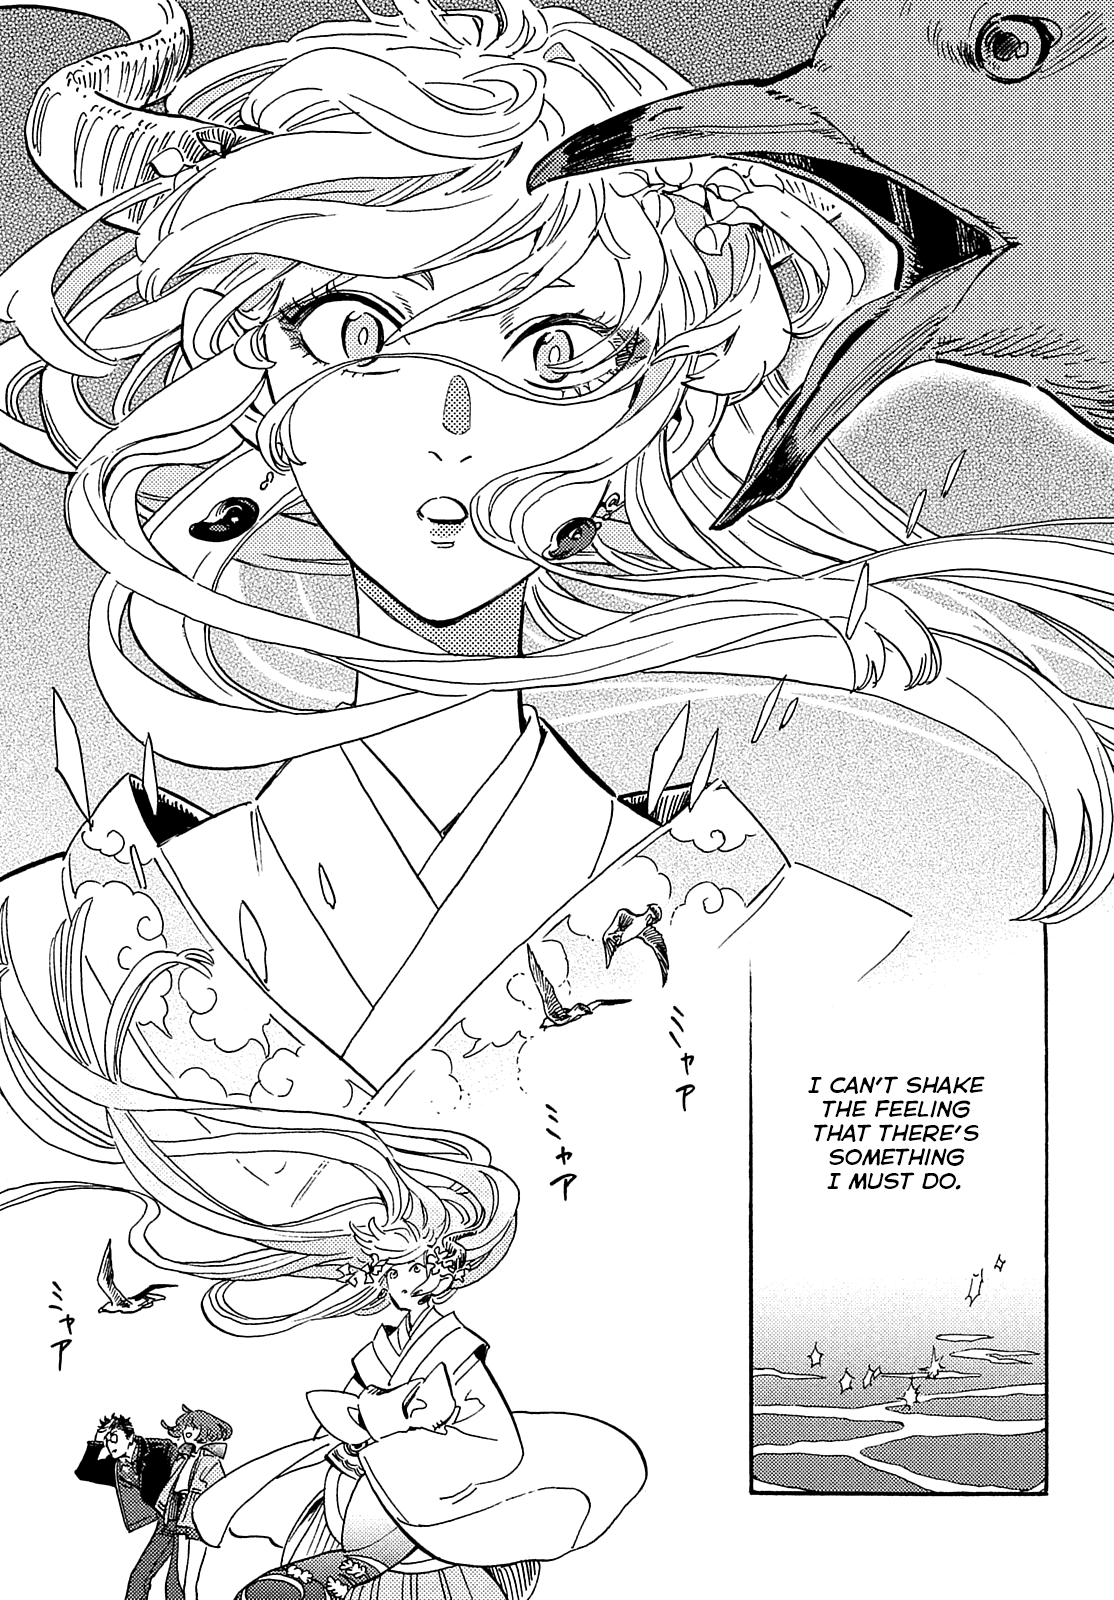 ミャア
ミャア
I CAN'T SHAKE
THE FEELING
THAT THERE'S
SOMETHING
I MUST DO.
ミャア